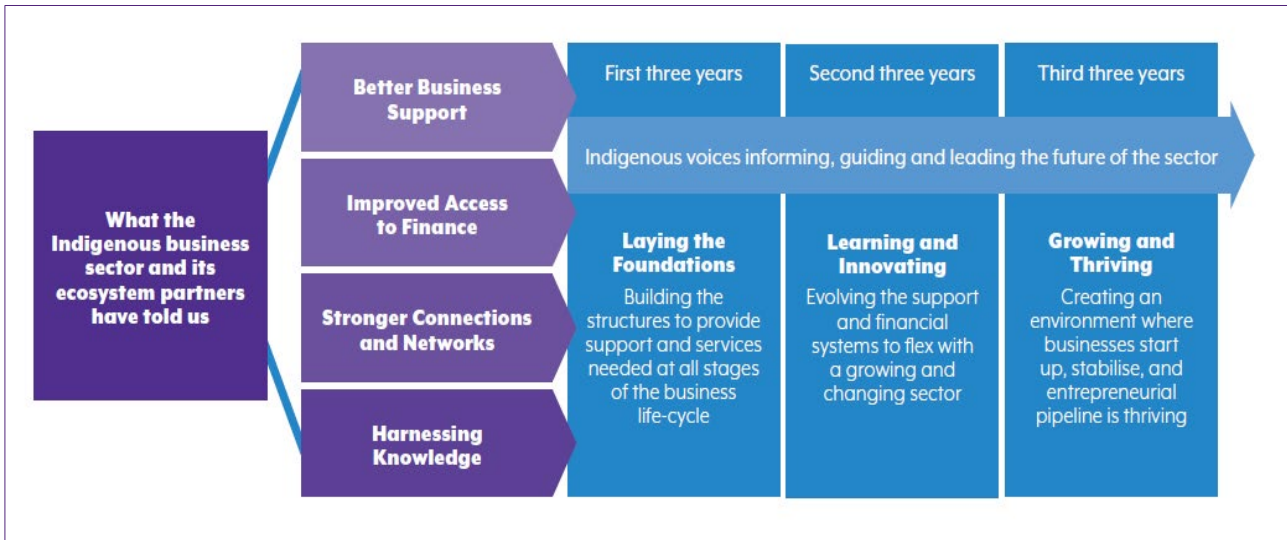 What the
Indigenous business
sector and its
ecosystem partners
have told us
Better Business
Support
Improved Access
to Finance
Stronger Connections
and Networks
Harnessing
Knowledge
First three years
Second three years
Third three years
Indigenous voices informing, guiding and leading the future of the sector
Laying the
Foundations
Building the
structures to provide
support and services
needed at all stages
of the business
life-cycle
Learning and
Innovating
Evolving the support
and financial
systems to flex with
a growing and
changing sector
Growing and
Thriving
Creating an
environment where
businesses start
up, stabilise, and
entrepreneurial
pipeline is thriving